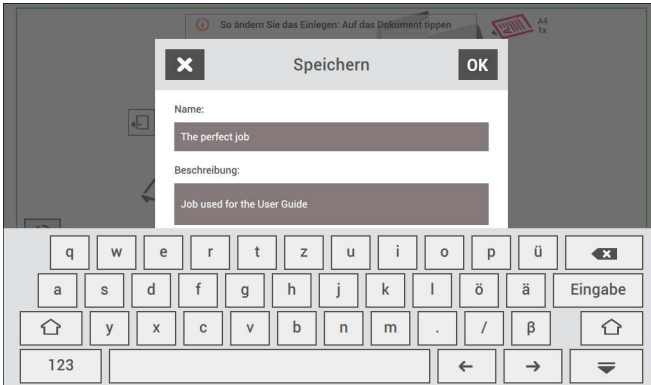 So ändern Sie das Einlegen: Auf das Dokument tippen
A4
1x
Speichern
OK
Name:
The perfect job
Beschreibung:
Job used for the User Guide
q w e r t z u i o p ü
a s d f g h j k l ö ä Eingabe
y x c v b n m . / β
123